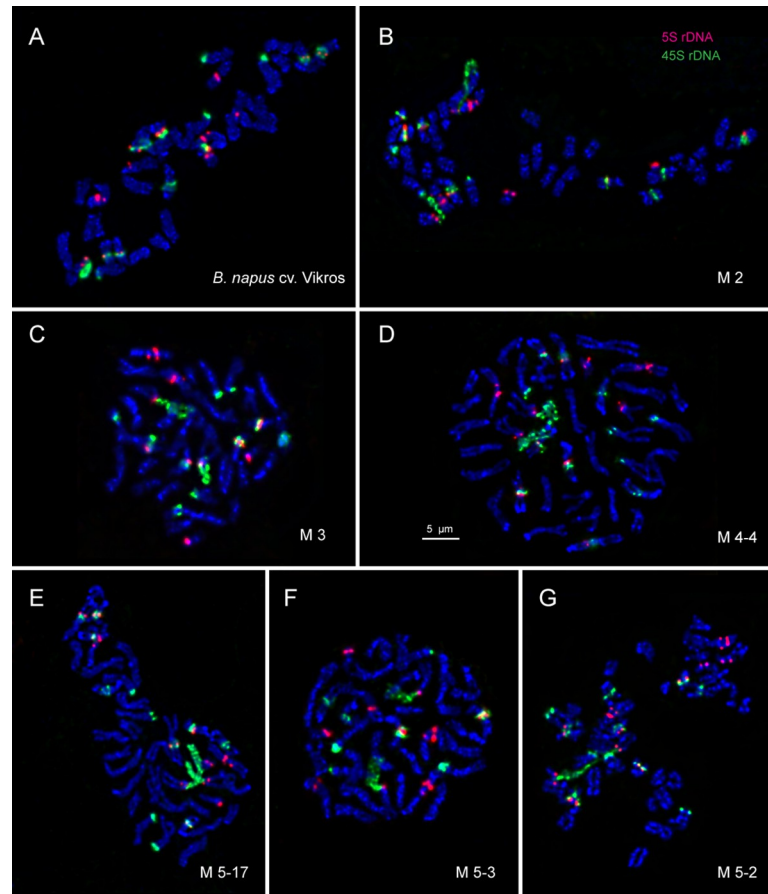 A
B
5S rDNA
45S rDNA
B. napus cv. Vikros
M 2
C
D
M 3
5 µm
M 4-4
E
F
G
M 5-17
M 5-3
M 5-2